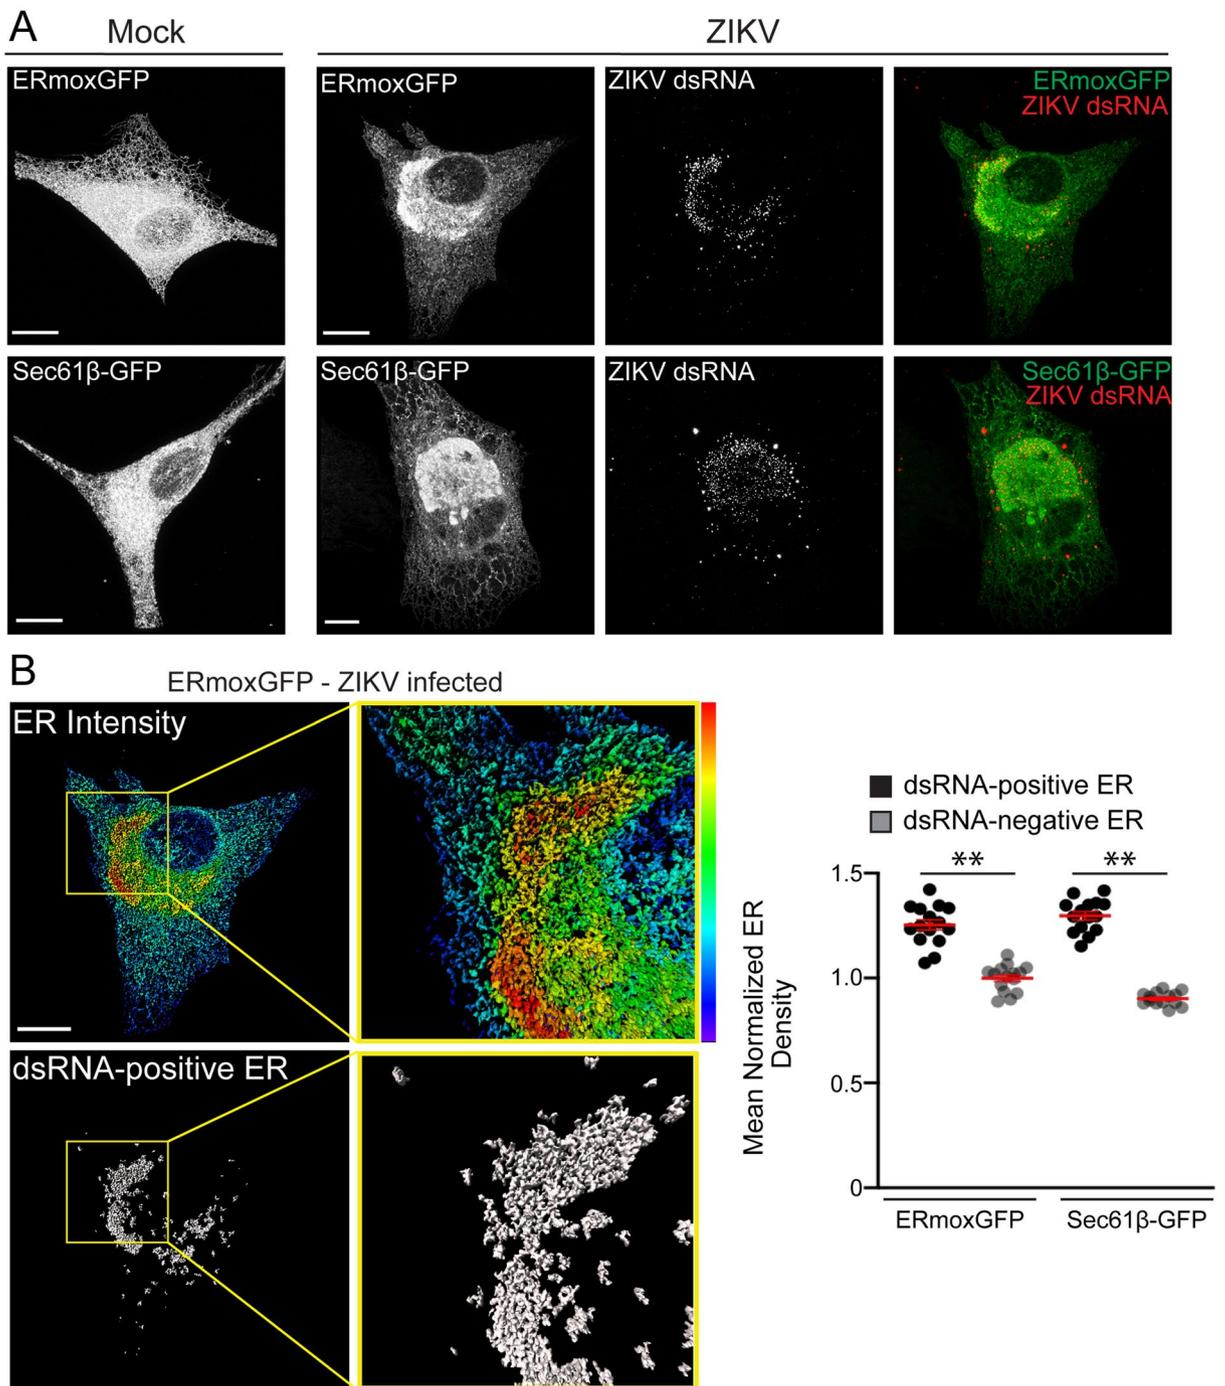 A
Mock
ZIKV
ERmoxGFP
ERmoxGFP
ZIKV dsRNA
ERmoxGFP
ZIKV dsRNA
Sec61β-GFP
Sec61β-GFP
ZIKV dsRNA
Sec61β-GFP
ZIKV dsRNA
B
ERmoxGFP - ZIKV infected
ER Intensity
dsRNA-positive ER
dsRNA-positive ER
dsRNA-negative ER
**
**
Mean Normalized ER
Density
1.5
1.0
0.5
0
ERmoxGFP
Sec61β-GFP